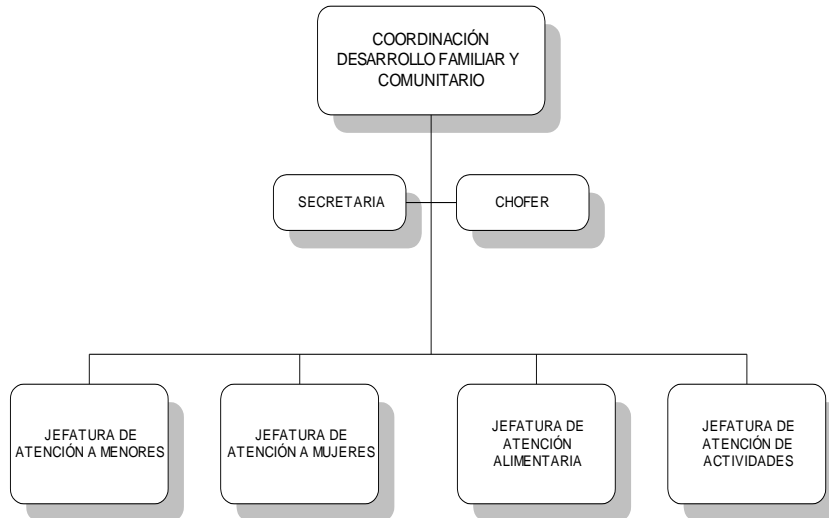 COORDINACIÓN
DESARROLLO FAMILIAR Y
COMUNITARIO
SECRETARIA
CHOFER
JEFATURA DE
ATENCIÓN A MENORES
JEFATURA DE
ATENCIÓN A MUJERES
JEFATURA DE
ATENCIÓN
ALIMENTARIA
JEFATURA DE
ATENCIÓN DE
ACTIVIDADES